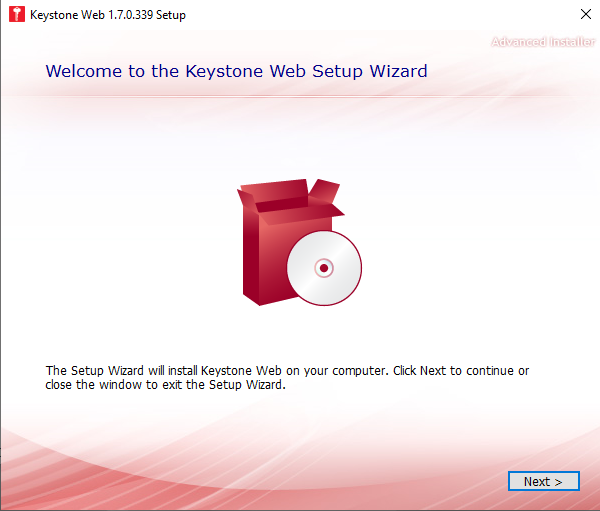 Keystone Web 1.7.0.339 Setup
Advanced Installer
Welcome to the Keystone Web Setup Wizard
The Setup Wizard will install Keystone Web on your computer. Click Next to continue or
close the window to exit the Setup Wizard.
Next >